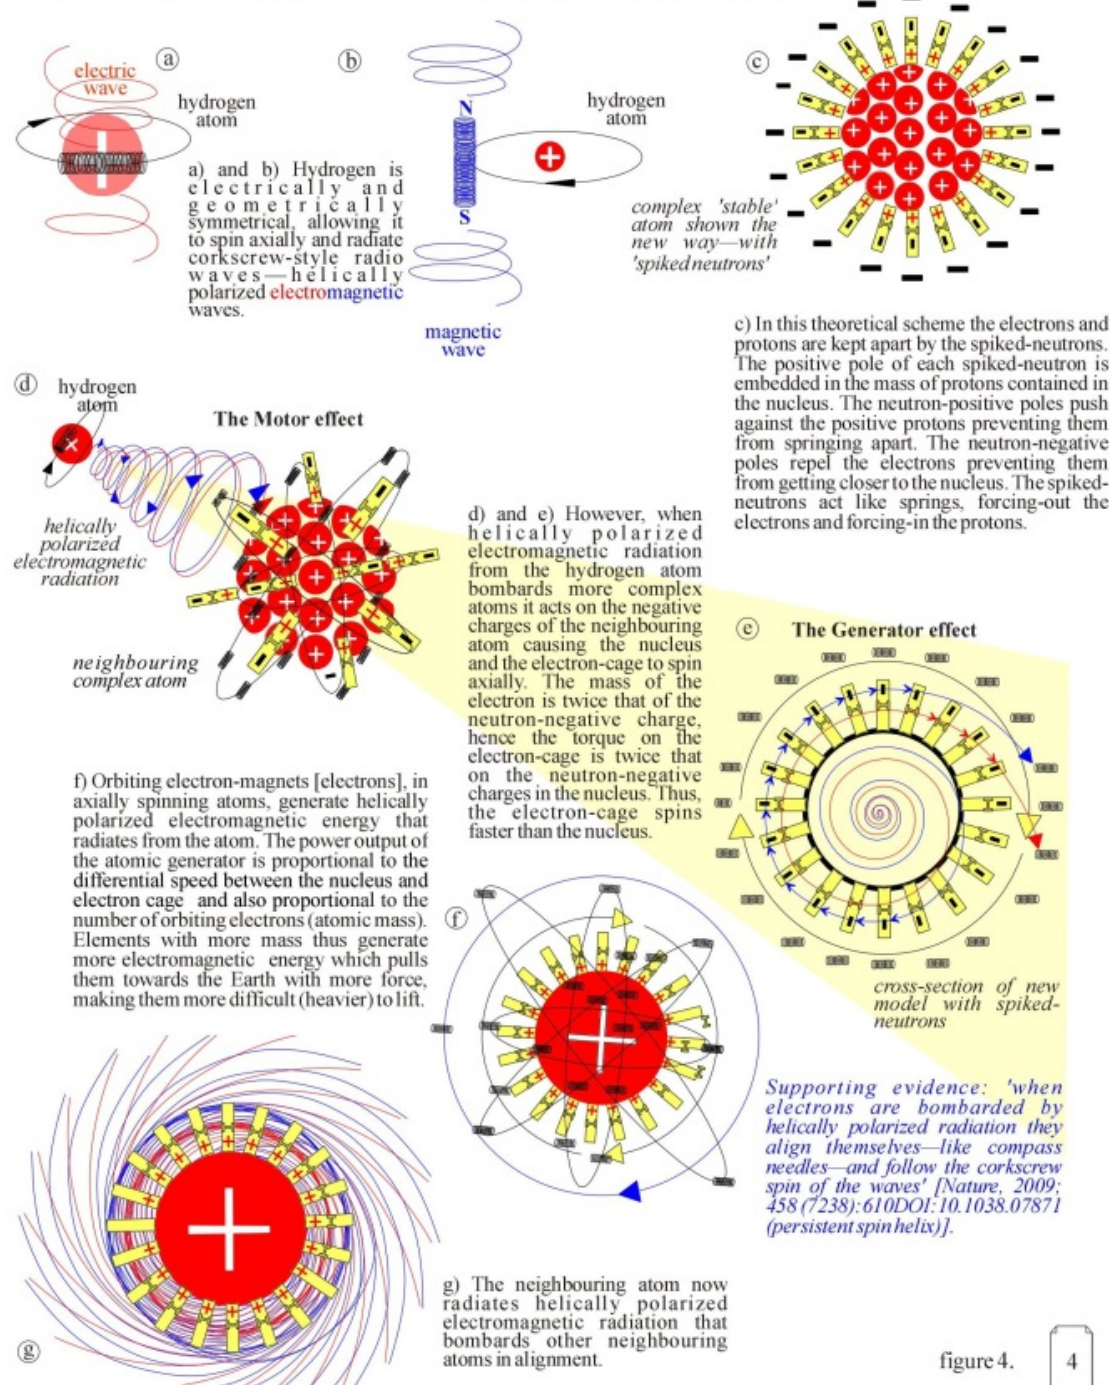 a
electric
wave
hydrogen
atom
a) and b) Hydrogen is
electrically and
geometrically
symmetrical, allowing it
to spin axially and radiate
corkscrew-style radio
waves—helically
polarized electromagnetic
waves.
b
N
S
hydrogen
atom
magnetic
wave
c
complex 'stable'
atom shown the
new way—with
'spiked neutrons'
c) In this theoretical scheme the electrons and
protons are kept apart by the spiked-neutrons.
The positive pole of each spiked-neutron is
embedded in the mass of protons contained in
the nucleus. The neutron-positive poles push
against the positive protons preventing them
from springing apart. The neutron-negative
poles repel the electrons preventing them
from getting closer to the nucleus. The spiked-
neutrons act like springs, forcing-out the
electrons and forcing-in the protons.
d
hydrogen
atom
The Motor effect
helically
polarized
electromagnetic
radiation
neighbouring
complex atom
d) and e) However, when
helically polarized
electromagnetic radiation
from the hydrogen atom
bombards more complex
atoms it acts on the negative
charges of the neighbouring
atom causing the nucleus
and the electron-cage to spin
axially. The mass of the
electron is twice that of the
neutron-negative charge,
hence the torque on the
electron-cage is twice that
on the neutron-negative
charges in the nucleus. Thus,
the electron-cage spins
faster than the nucleus.
e
The Generator effect
cross-section of new
model with spiked-
neutrons
f) Orbiting electron-magnets [electrons], in
axially spinning atoms, generate helically
polarized electromagnetic energy that
radiates from the atom. The power output of
the atomic generator is proportional to the
differential speed between the nucleus and
electron cage and also proportional to the
number of orbiting electrons (atomic mass).
Elements with more mass thus generate
more electromagnetic energy which pulls
them towards the Earth with more force,
making them more difficult (heavier) to lift.
f
Supporting evidence: 'when
electrons are bombarded by
helically polarized radiation they
align themselves—like compass
needles—and follow the corkscrew
spin of the waves' [Nature, 2009;
458 (7238):610DOI:10.1038.07871
(persistent spin helix)].
g
g) The neighbouring atom now
radiates helically polarized
electromagnetic radiation that
bombards other neighbouring
atoms in alignment.
figure 4.
4